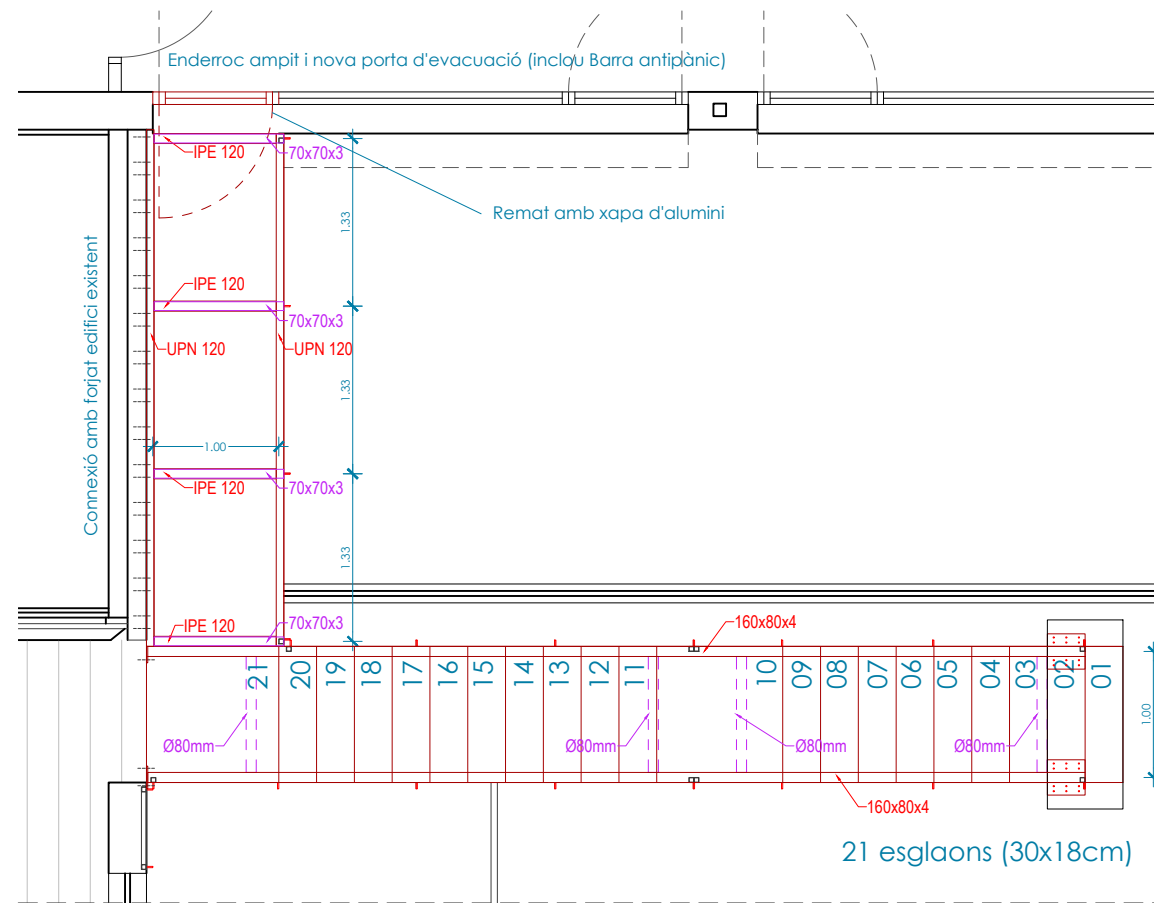 Enderroc ampit i nova porta d'evacuació (inclou Barra antipànic)
IPE 120
70x70x3
1.33
Remat amb xapa d'alumini
Connexió amb forjat edifici existent
IPE 120
70x70x3
UPN 120
UPN 120
1.33
1.00
IPE 120
70x70x3
1.33
IPE 120
70x70x3
160x80x4
21
20
19
18
17
16
15
14
13
12
11
10
09
08
07
06
05
04
03
02
01
1.00
Ø80mm
Ø80mm
Ø80mm
Ø80mm
160x80x4
21 esglaons (30x18cm)